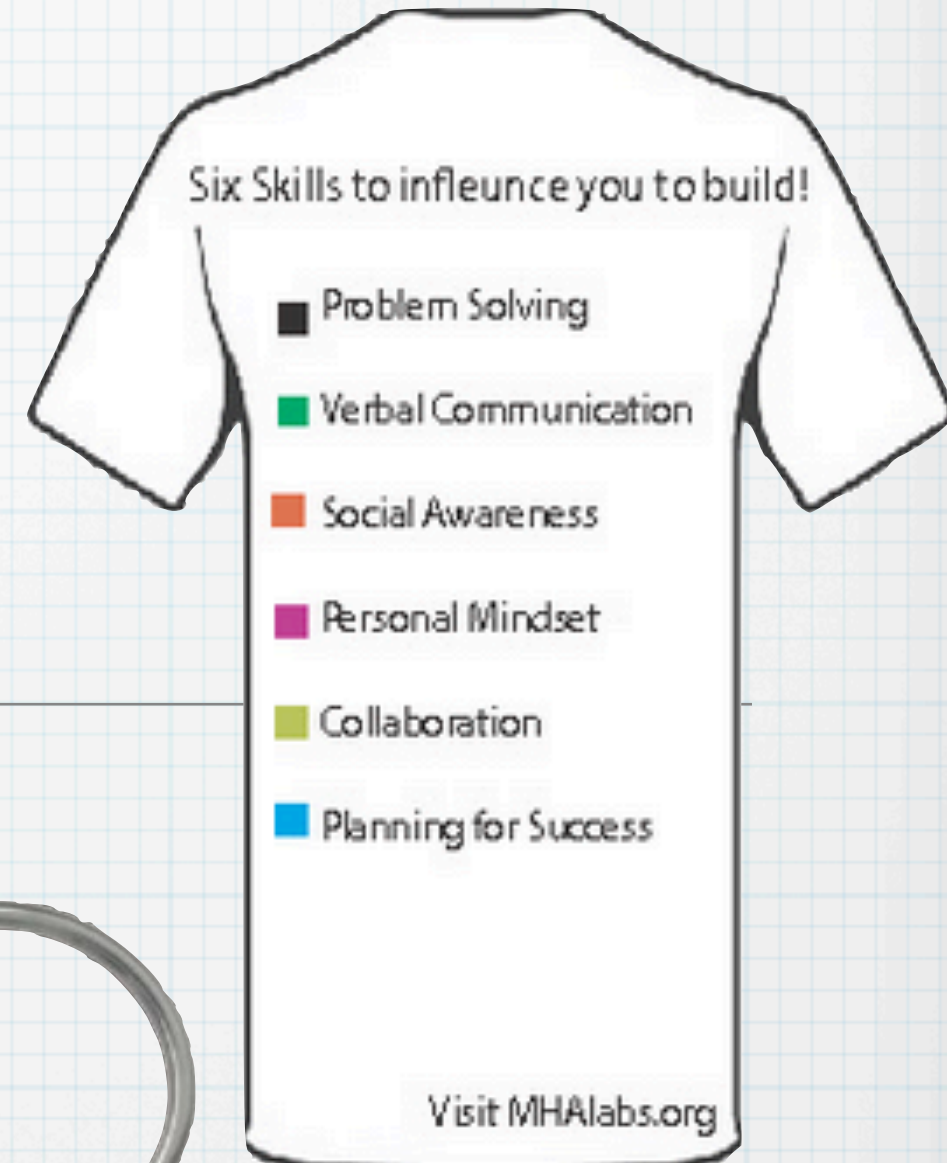 Six Skills to infleunce you to build!
Problem Solving
Verbal Communication
Social Awareness
Personal Mindset
Collaboration
Planning for Success
Visit MHAlabs.org